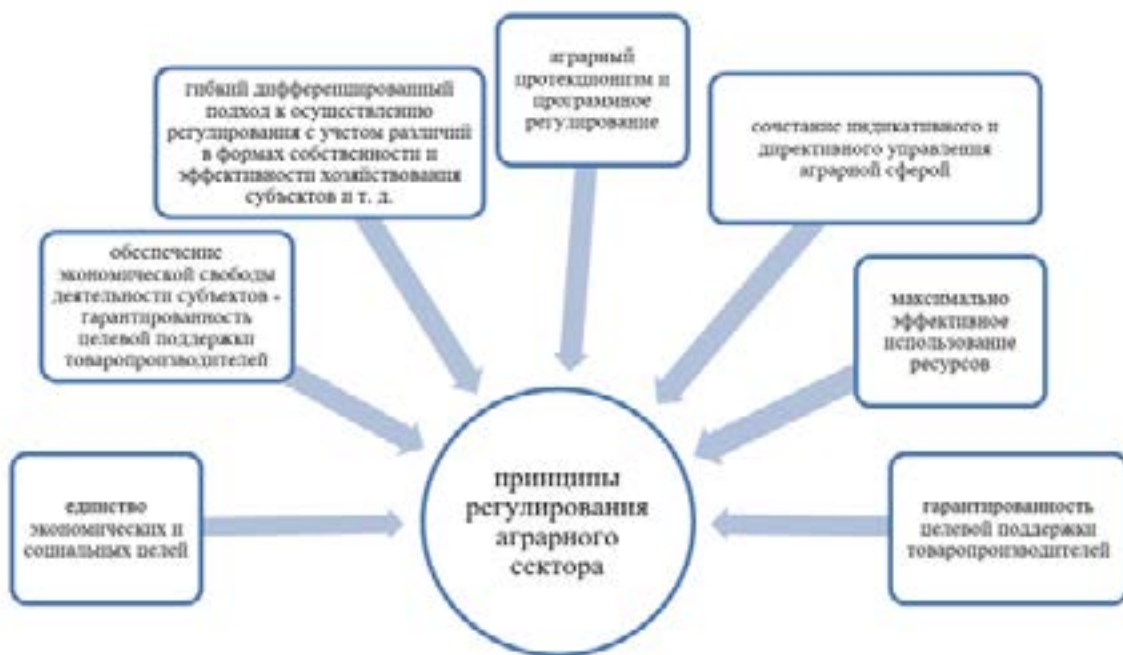 аграрный
протекционизм и
программное
регулирование
гибкий дифференцированный
подход к осуществлению
регулирования с учетом различий
в формах собственности и
эффективности хозяйствования
субъектов и т. д.
сочетание индикативного и
директивного управления
аграрной сферой
обеспечение
экономической свободы
деятельности субъектов -
гарантированность
целевой поддержки
товаропроизводителей
максимально
эффективное
использование
ресурсов
единство
экономических и
социальных целей
принципы
регулирования
аграрного
сектора
гарантированность
целевой поддержки
товаропроизводителей